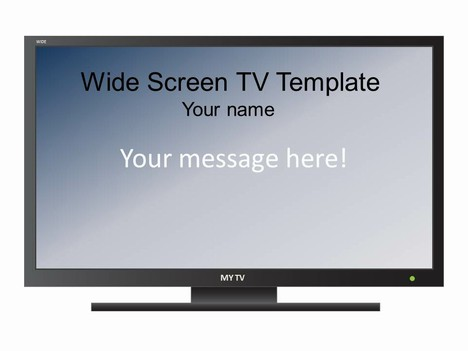 WIDE
Wide Screen TV Template
Your name
Your message here!
MY TV